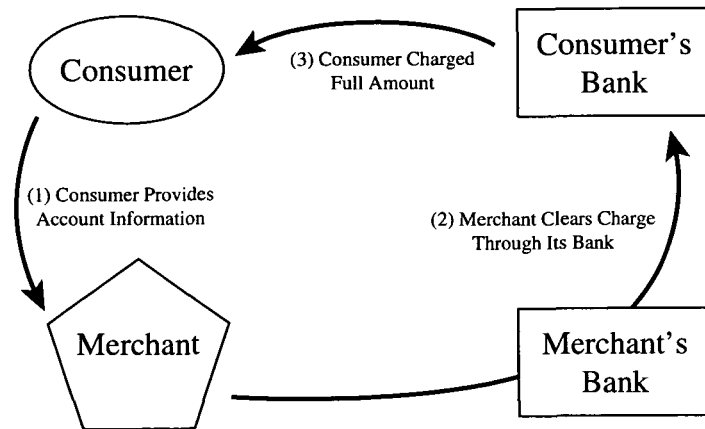 Consumer
(3) Consumer Charged
Full Amount
Consumer's
Bank
(1) Consumer Provides
Account Information
(2) Merchant Clears Charge
Through Its Bank
Merchant
Merchant's
Bank